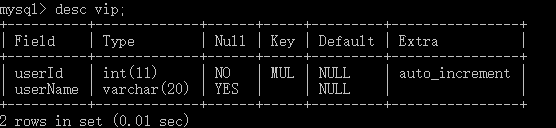 mysql> desc vip;
+----------+-------------+------+-----+---------+----------------+
| Field    | Type        | Null | Key | Default | Extra          |
+----------+-------------+------+-----+---------+----------------+
| userId   | int(11)     | NO   | MUL | NULL    | auto_increment |
| userName | varchar(20) | YES  |     | NULL    |                |
+----------+-------------+------+-----+---------+----------------+
2 rows in set (0.01 sec)